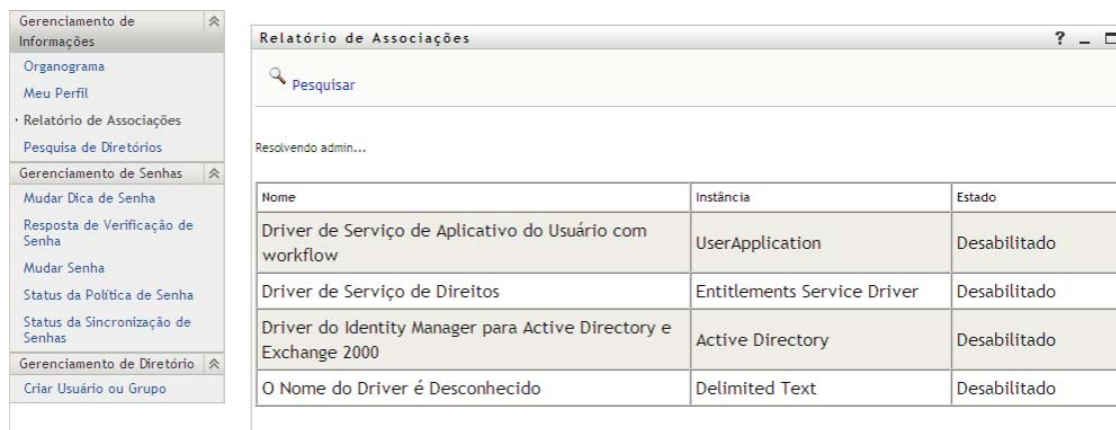 Gerenciamento de
Informações
Organograma
Meu Perfil
Relatório de Associações
Pesquisa de Diretórios
Gerenciamento de Senhas
Mudar Dica de Senha
Resposta de Verificação de
Senha
Mudar Senha
Status da Política de Senha
Status da Sincronização de
Senhas
Gerenciamento de Diretório
Criar Usuário ou Grupo
Relatório de Associações ?
Pesquisar
Resolvendo admin...
Nome Instância Estado
Driver de Serviço de Aplicativo do Usuário com
workflow UserApplication Desabilitado
Driver de Serviço de Direitos Entitlements Service Driver Desabilitado
Driver do Identity Manager para Active Directory e
Exchange 2000 Active Directory Desabilitado
O Nome do Driver é Desconhecido Delimited Text Desabilitado